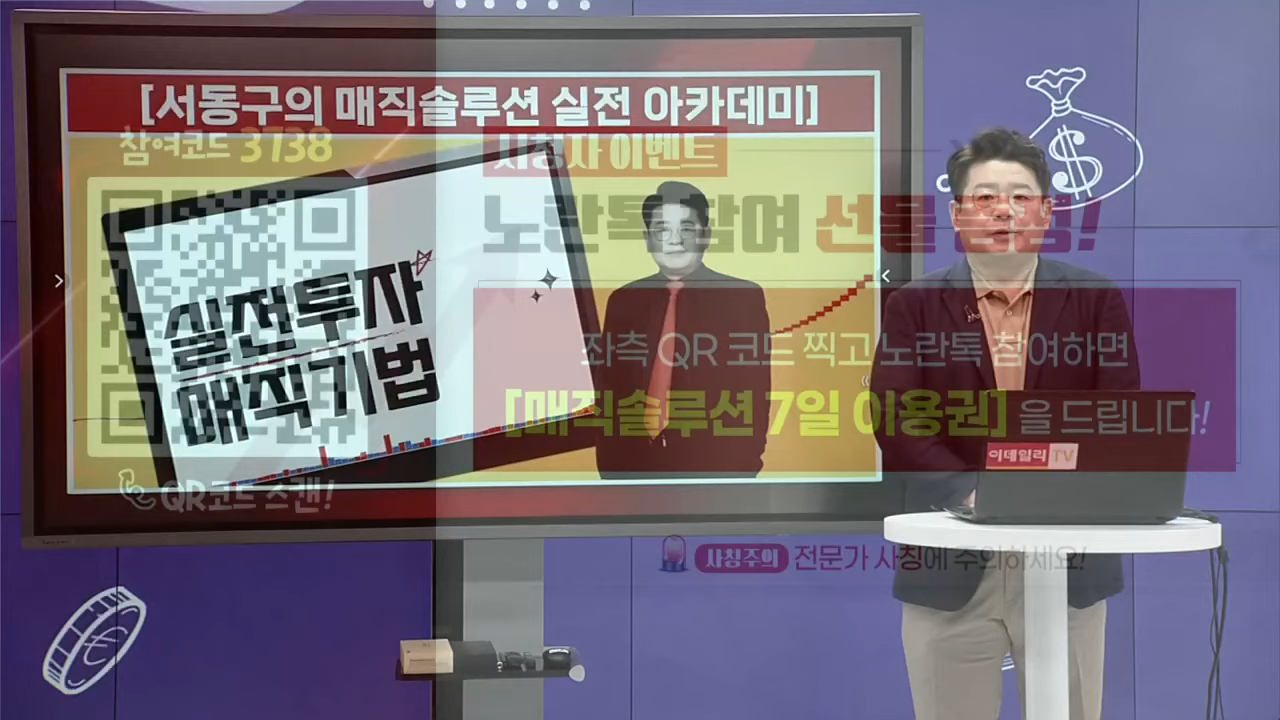 [서동구의 매직솔루션 실전 아카데미]
참여코드 3738
시청자 이벤트
노란톡 참여 선물 증정!
실전투자
매직기법
좌측 QR 코드 찍고 노란톡 참여하면
[매직솔루션 7일 이용권] 을 드립니다!
이데일리TV
QR코드 스캔!
사칭주의 전문가 사칭에 주의하세요!